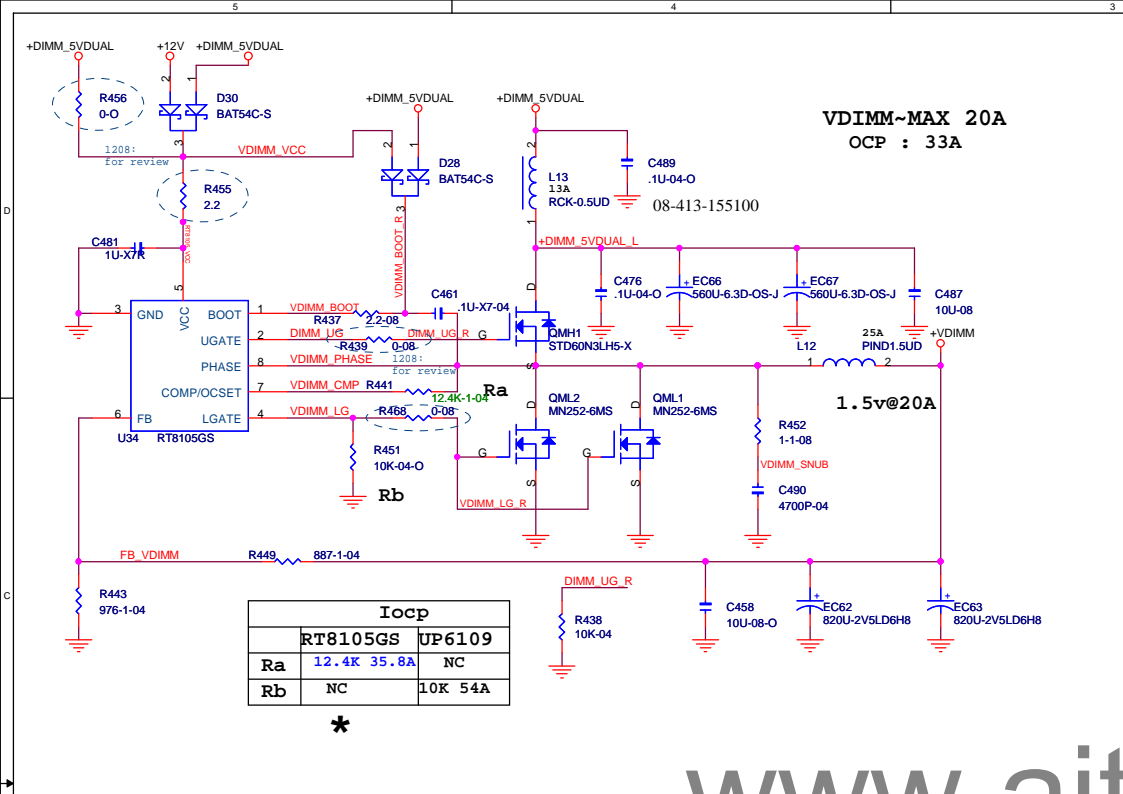 5
4
3
+DIMM_5VDUAL
+12V
+DIMM_5VDUAL
R456
0-O
2
1
D30
BAT54C-S
3
1208:
for review
VDIMM_VCC
R455
2.2
RT8105_VCC
C481
1U-X7R
+DIMM_5VDUAL
2
1
D28
BAT54C-S
3
VDIMM_BOOT_R
+DIMM_5VDUAL
2
L13
13A
RCK-0.5UD
1
C489
.1U-04-O
08-413-155100
VDIMM~MAX 20A
OCP : 33A
+DIMM_5VDUAL_L
C476
.1U-04-O
EC66
560U-6.3D-OS-J
EC67
560U-6.3D-OS-J
C487
10U-08
D
C
5
VCC
3
GND
BOOT
1
UGATE
2
PHASE
8
COMP/OCSET
7
6
FB
LGATE
4
U34
RT8105GS
VDIMM_BOOT
R437
2.2-08
C461
.1U-X7-04
DIMM_UG
R439
0-08
DIMM_UG_R
VDIMM_PHASE
1208:
for review
VDIMM_CMP
R441
12.4K-1-04
Ra
VDIMM_LG
R468
0-08
R451
10K-04-O
Rb
VDIMM_LG_R
D
G
S
QMH1
STD60N3LH5-X
D
G
S
QML2
MN252-6MS
D
G
S
QML1
MN252-6MS
L12
25A
PIND1.5UD
1
2
+VDIMM
1.5v@20A
R452
1-1-08
VDIMM_SNUB
C490
4700P-04
FB_VDIMM
R449
887-1-04
R443
976-1-04
DIMM_UG_R
R438
10K-04
C458
10U-08-O
EC62
820U-2V5LD6H8
EC63
820U-2V5LD6H8
Iocp
RT8105GS UP6109
Ra 12.4K 35.8A NC
Rb NC 10K 54A
*
www.ait